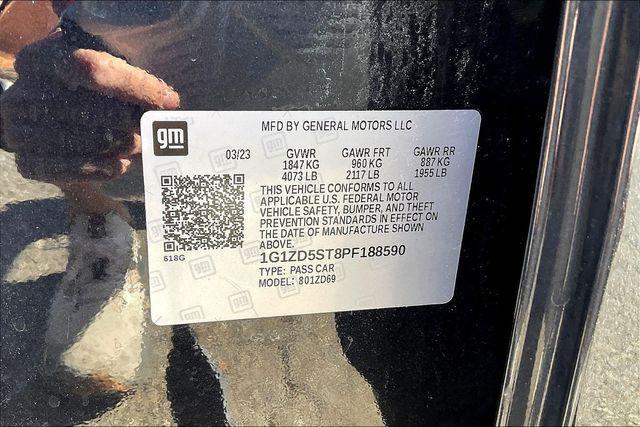 gm
MFD BY GENERAL MOTORS LLC
03/23 GVWR GAWR FRT GAWR RR
1847 KG 960 KG 887 KG
4073 LB 2117 LB 1955 LB
THIS VEHICLE CONFORMS TO ALL
APPLICABLE U.S. FEDERAL MOTOR
VEHICLE SAFETY, BUMPER, AND THEFT
PREVENTION STANDARDS IN EFFECT ON
THE DATE OF MANUFACTURE SHOWN
ABOVE.
618G
1G1ZD5ST8PF188590
TYPE: PASS CAR
MODEL: 801ZD69